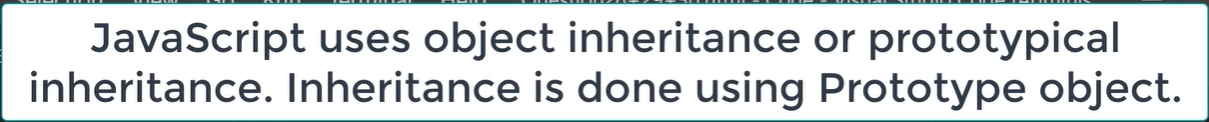 JavaScript uses object inheritance or prototypical
inheritance. Inheritance is done using Prototype object.